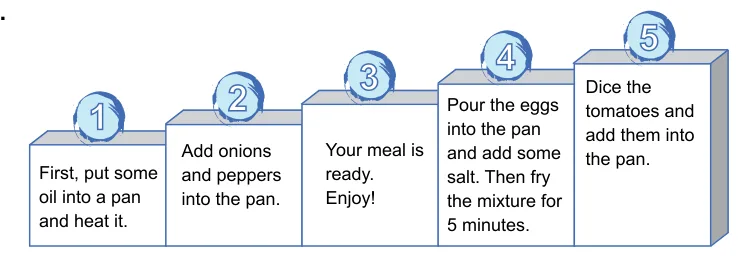 .
1
First, put some
oil into a pan
and heat it.
2
Add onions
and peppers
into the pan.
3
Your meal is
ready.
Enjoy!
4
Pour the eggs
into the pan
and add some
salt. Then fry
the mixture for
5 minutes.
5
Dice the
tomatoes and
add them into
the pan.